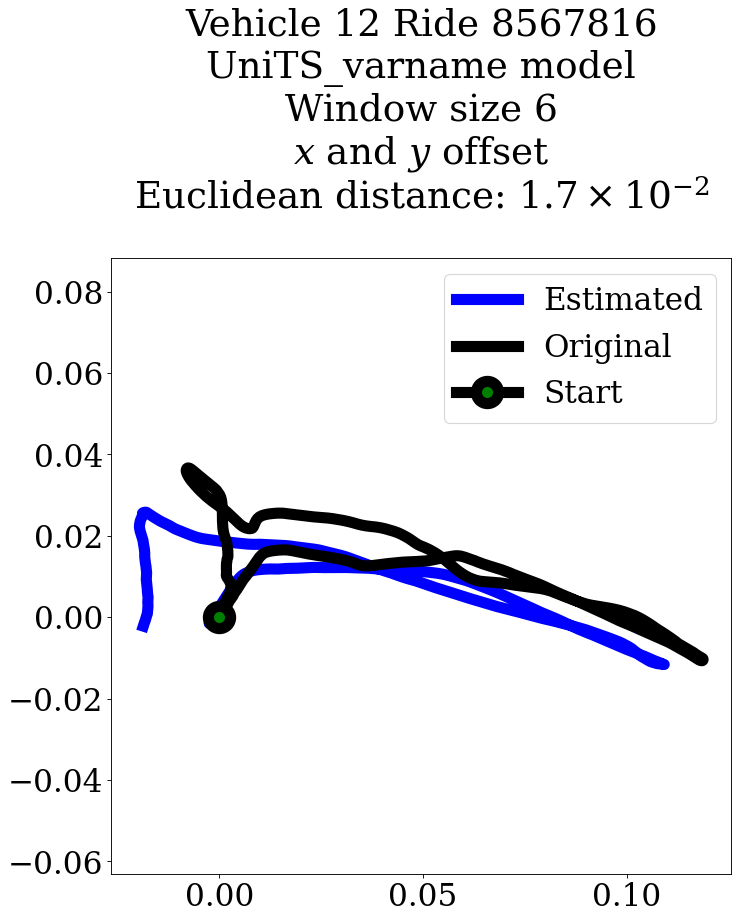 Vehicle 12 Ride 8567816
UniTS_varname model
Window size 6
x and y offset
Euclidean distance: 1.7 × 10⁻²
Estimated
Original
Start
0.08
0.06
0.04
0.02
0.00
−0.02
−0.04
−0.06
0.00 0.05 0.10